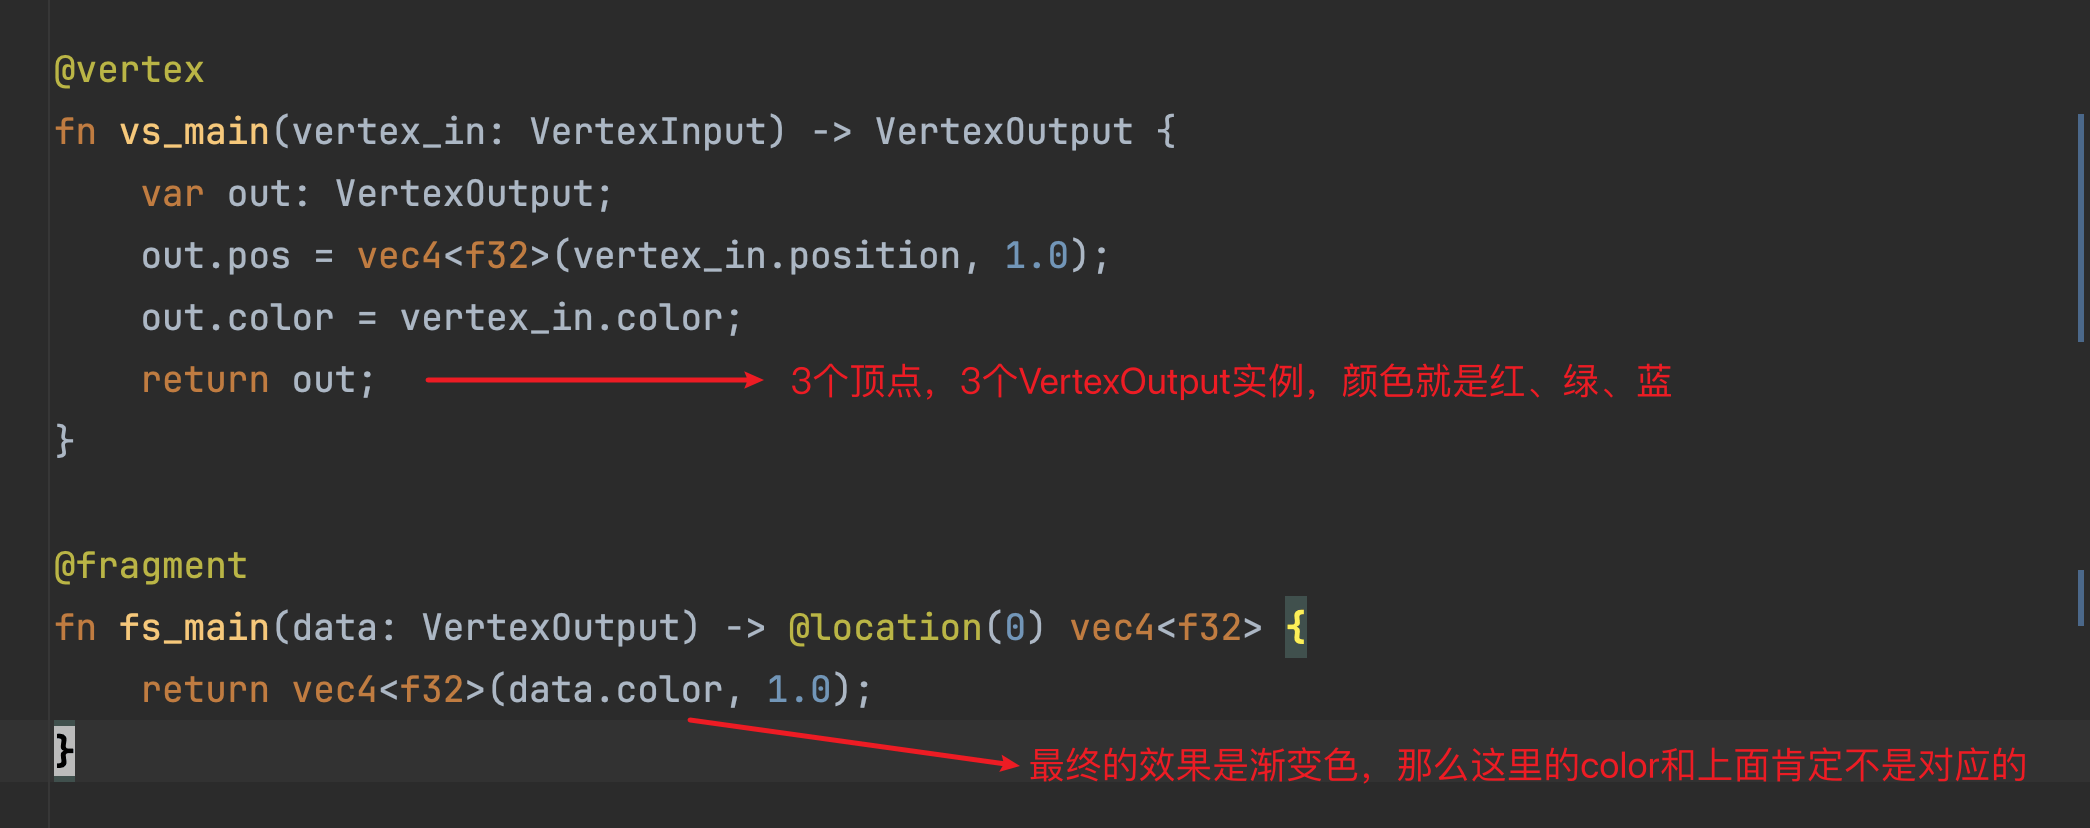 @vertex
fn vs_main(vertex_in: VertexInput) -> VertexOutput {
    var out: VertexOutput;
    out.pos = vec4<f32>(vertex_in.position, 1.0);
    out.color = vertex_in.color;
    return out; 3个顶点，3个VertexOutput实例，颜色就是红、绿、蓝
}
@fragment
fn fs_main(data: VertexOutput) -> @location(0) vec4<f32> {
    return vec4<f32>(data.color, 1.0);
} 最终的效果是渐变色，那么这里的color和上面肯定不是对应的